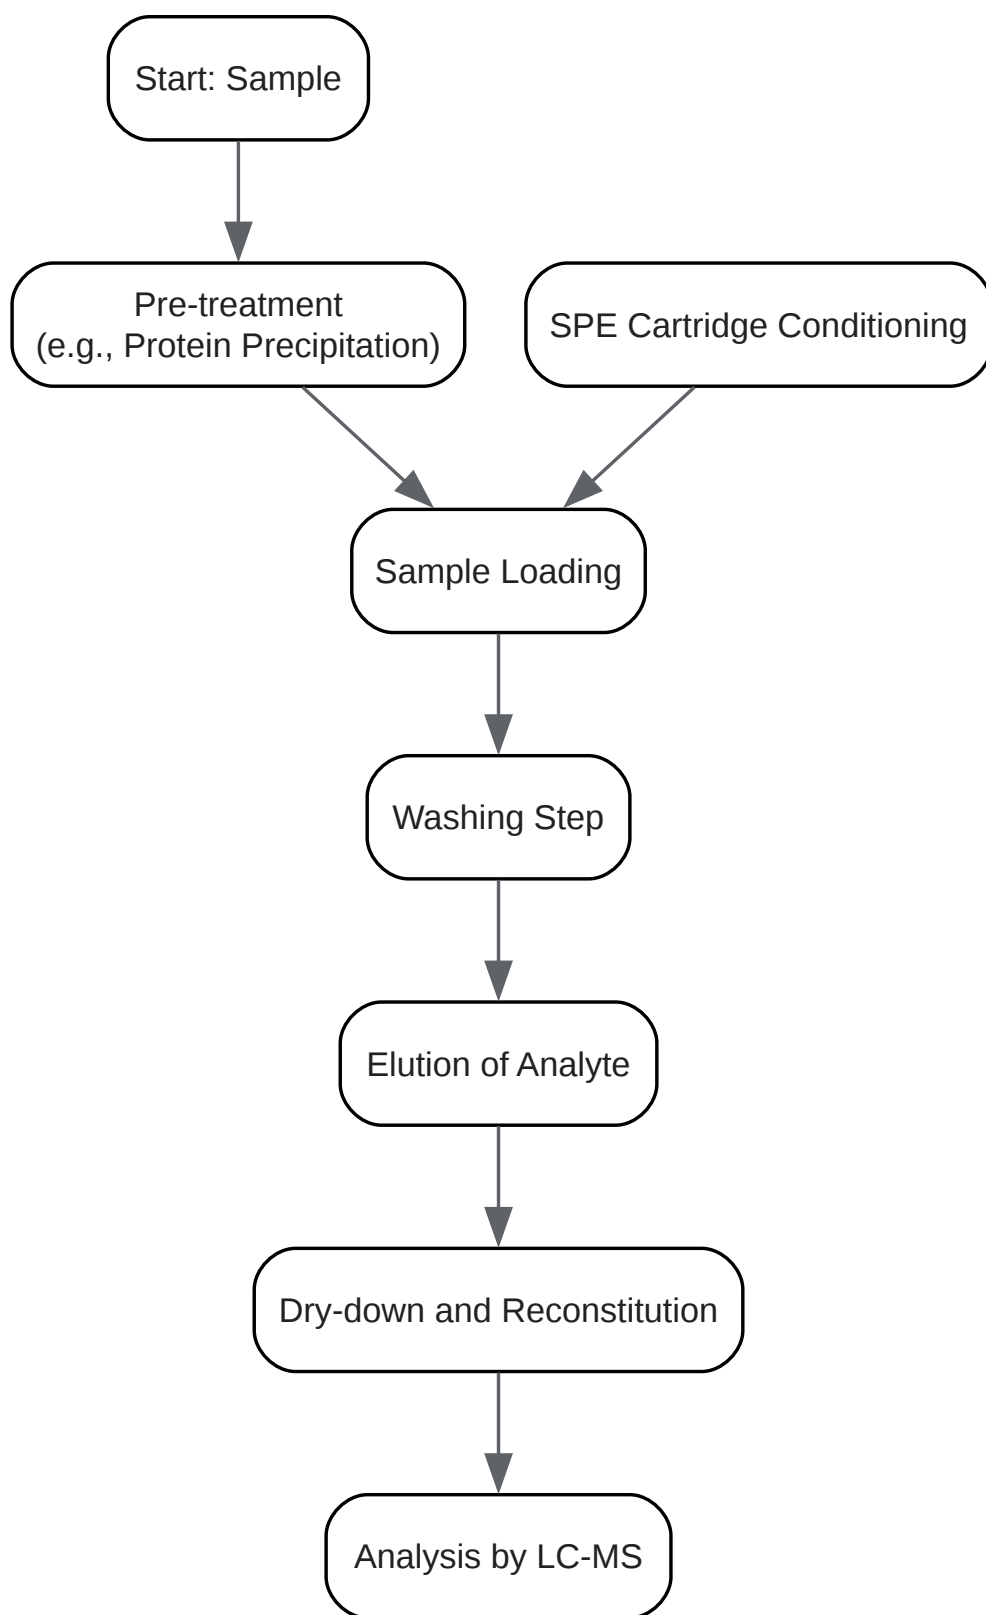 Start: Sample
Pre-treatment
(e.g., Protein Precipitation)
SPE Cartridge Conditioning
Sample Loading
Washing Step
Elution of Analyte
Dry-down and Reconstitution
Analysis by LC-MS